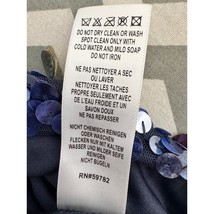 DO NOT DRY CLEAN OR WASH
SPOT CLEAN ONLY WITH
COLD WATER AND MILD SOAP
DO NOT IRON
NE PAS NETTOYER A SEC
OU LAVER
NETTOYER LES TACHES
PROPRE SEULEMENT AVEC
DE L'EAU FROIDE ET UN
SAVON DOUX
NE PAS REPASSER
NICHT CHEMISCH REINIGEN
ODER WASCHEN
FLECKEN NUR MIT KALTEM
WASSER UND MILDER SEIFE
REINIGEN
NICHT BÜGELN
RN#59782